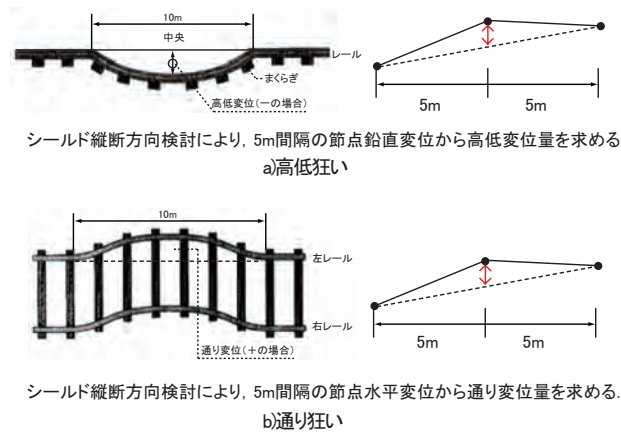 10m
中央
レール
まくらぎ
高低変位(ーの場合)
5m 5m
シールド縦断方向検討により，5m間隔の節点鉛直変位から高低変位量を求める
a)高低狂い
10m
左レール
右レール
通り変位(+の場合)
5m 5m
シールド縦断方向検討により，5m間隔の節点水平変位から通り変位量を求める.
b)通り狂い